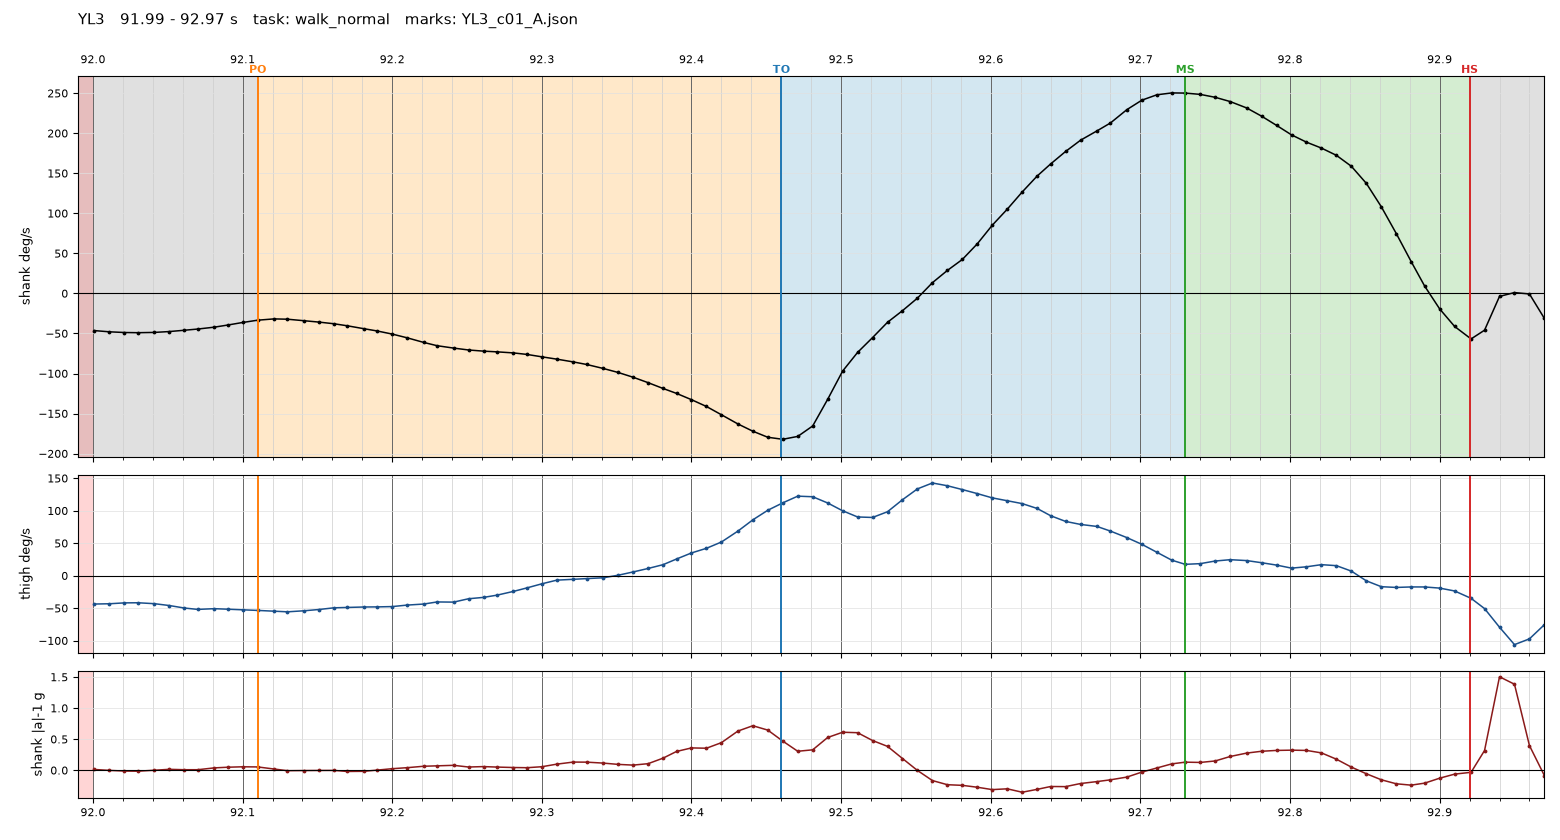 YL3   91.99 - 92.97 s   task: walk_normal   marks: YL3_c01_A.json
92.0 92.1 92.2 92.3 92.4 92.5 92.6 92.7 92.8 92.9
PO TO MS HS
250
200
150
100
50
0
−50
−100
−150
−200
shank deg/s
150
100
50
0
−50
−100
thigh deg/s
1.5
1.0
0.5
0.0
shank |a|-1 g
92.0 92.1 92.2 92.3 92.4 92.5 92.6 92.7 92.8 92.9